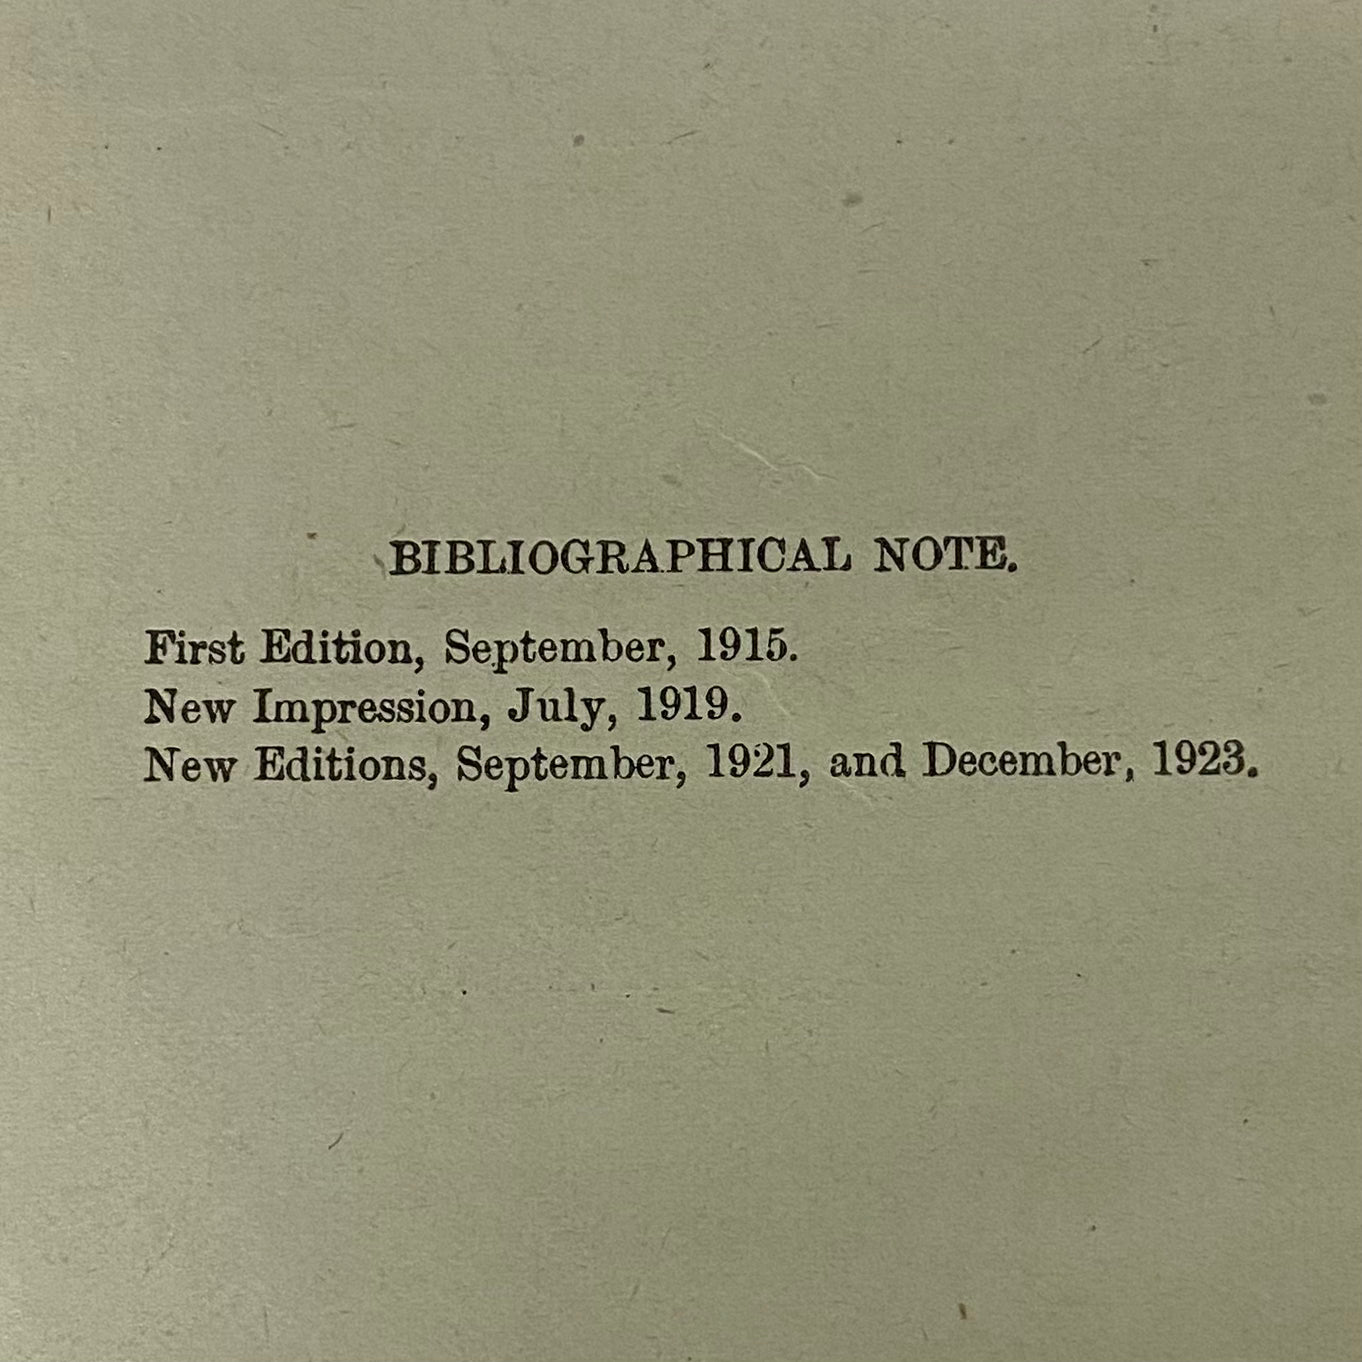 BIBLIOGRAPHICAL NOTE.
First Edition, September, 1915.
New Impression, July, 1919.
New Editions, September, 1921, and December, 1923.